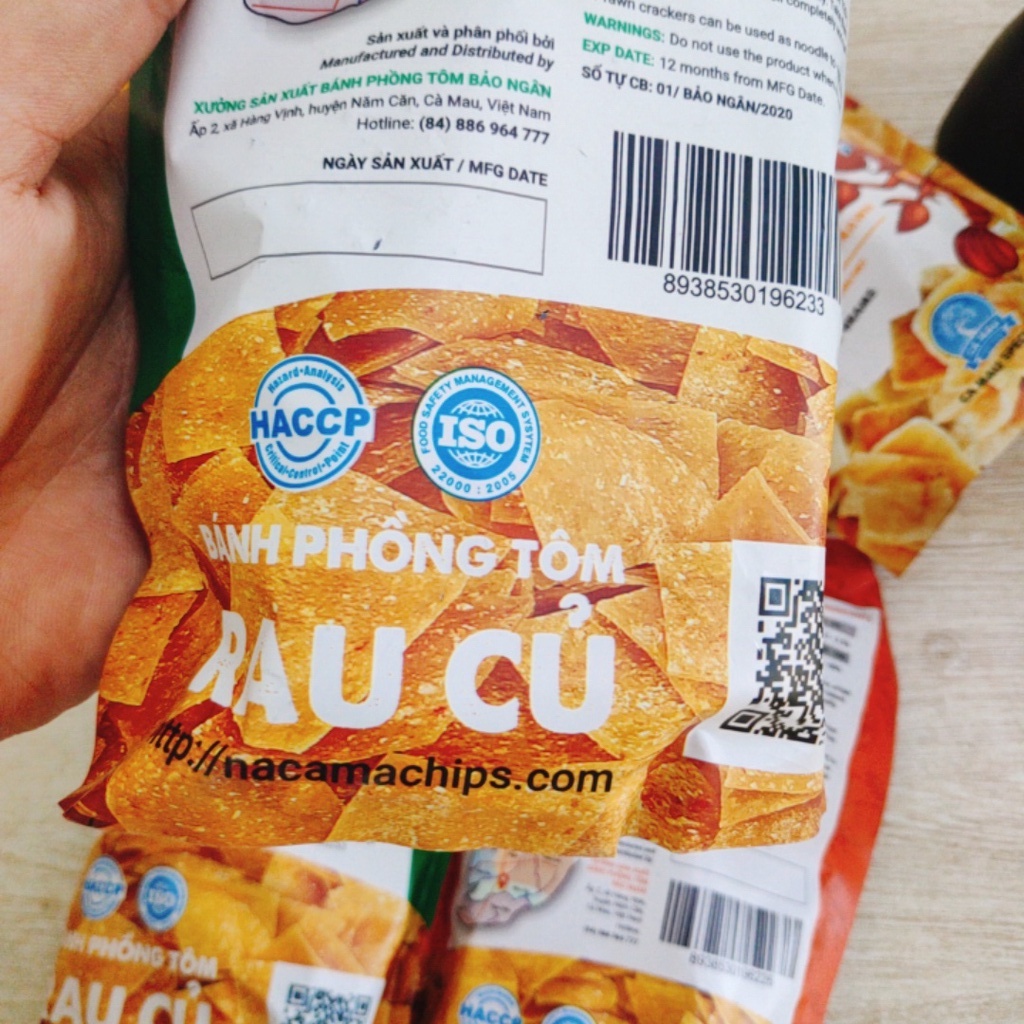 Sản xuất và phân phối bởi
Manufactured and Distributed by
XƯỞNG SẢN XUẤT BÁNH PHỒNG TÔM BẢO NGÂN
Ấp 2, xã Hàng Vịnh, huyện Năm Căn, Cà Mau, Việt Nam
Hotline: (84) 886 964 777
NGÀY SẢN XUẤT / MFG DATE
crackers can be used as noodle
WARNINGS: Do not use the product when
EXP DATE: 12 months from MFG Date.
SỐ TỰ CB: 01/ BẢO NGÂN/2020
8938530196233
Hazard•Analysis
HACCP
Critical•Control•Point
FOOD SAFETY MANAGEMENT SYSYTEM
ISO
22000 : 2005
BÁNH PHỒNG TÔM
RAU CỦ
http://nacamachips.com
HACCP
ISO
PHỒNG TÔM
RAU CỦ
HACCP